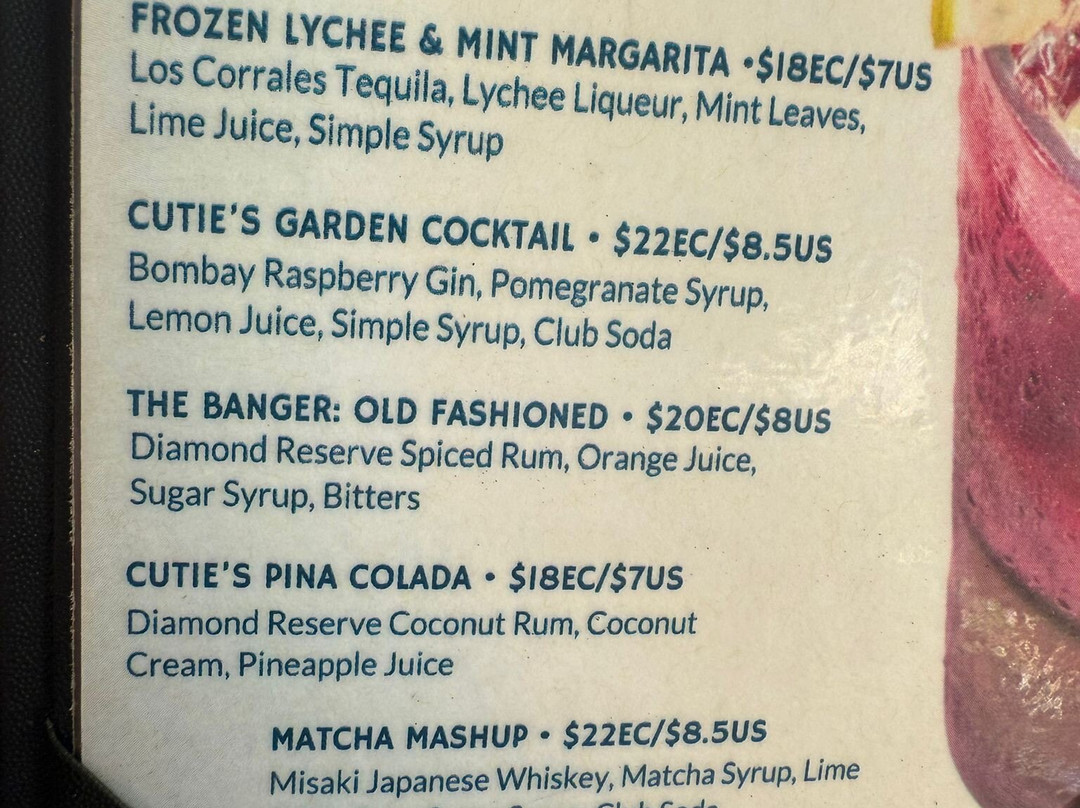 FROZEN LYCHEE & MINT MARGARITA •$18EC/$7US
Los Corrales Tequila, Lychee Liqueur, Mint Leaves,
Lime Juice, Simple Syrup
CUTIE'S GARDEN COCKTAIL • $22EC/$8.5US
Bombay Raspberry Gin, Pomegranate Syrup,
Lemon Juice, Simple Syrup, Club Soda
THE BANGER: OLD FASHIONED • $20EC/$8US
Diamond Reserve Spiced Rum, Orange Juice,
Sugar Syrup, Bitters
CUTIE'S PINA COLADA • $18EC/$7US
Diamond Reserve Coconut Rum, Coconut
Cream, Pineapple Juice
MATCHA MASHUP • $22EC/$8.5US
Misaki Japanese Whiskey, Matcha Syrup, Lime
Club Soda